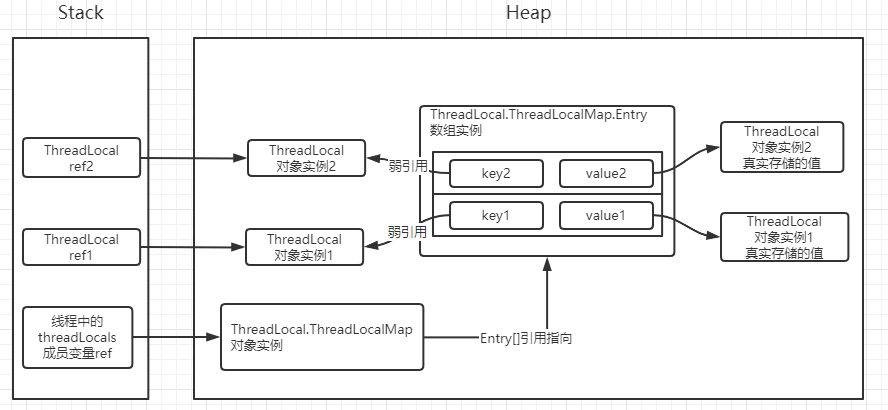 Stack
Heap
ThreadLocal
ref2
ThreadLocal
对象实例2
弱引用
ThreadLocal.ThreadLocalMap.Entry
数组实例
key2
value2
key1
value1
ThreadLocal
对象实例2
真实存储的值
ThreadLocal
ref1
ThreadLocal
对象实例1
弱引用
ThreadLocal
对象实例1
真实存储的值
线程中的
threadLocals
成员变量ref
ThreadLocal.ThreadLocalMap
对象实例
Entry[]引用指向